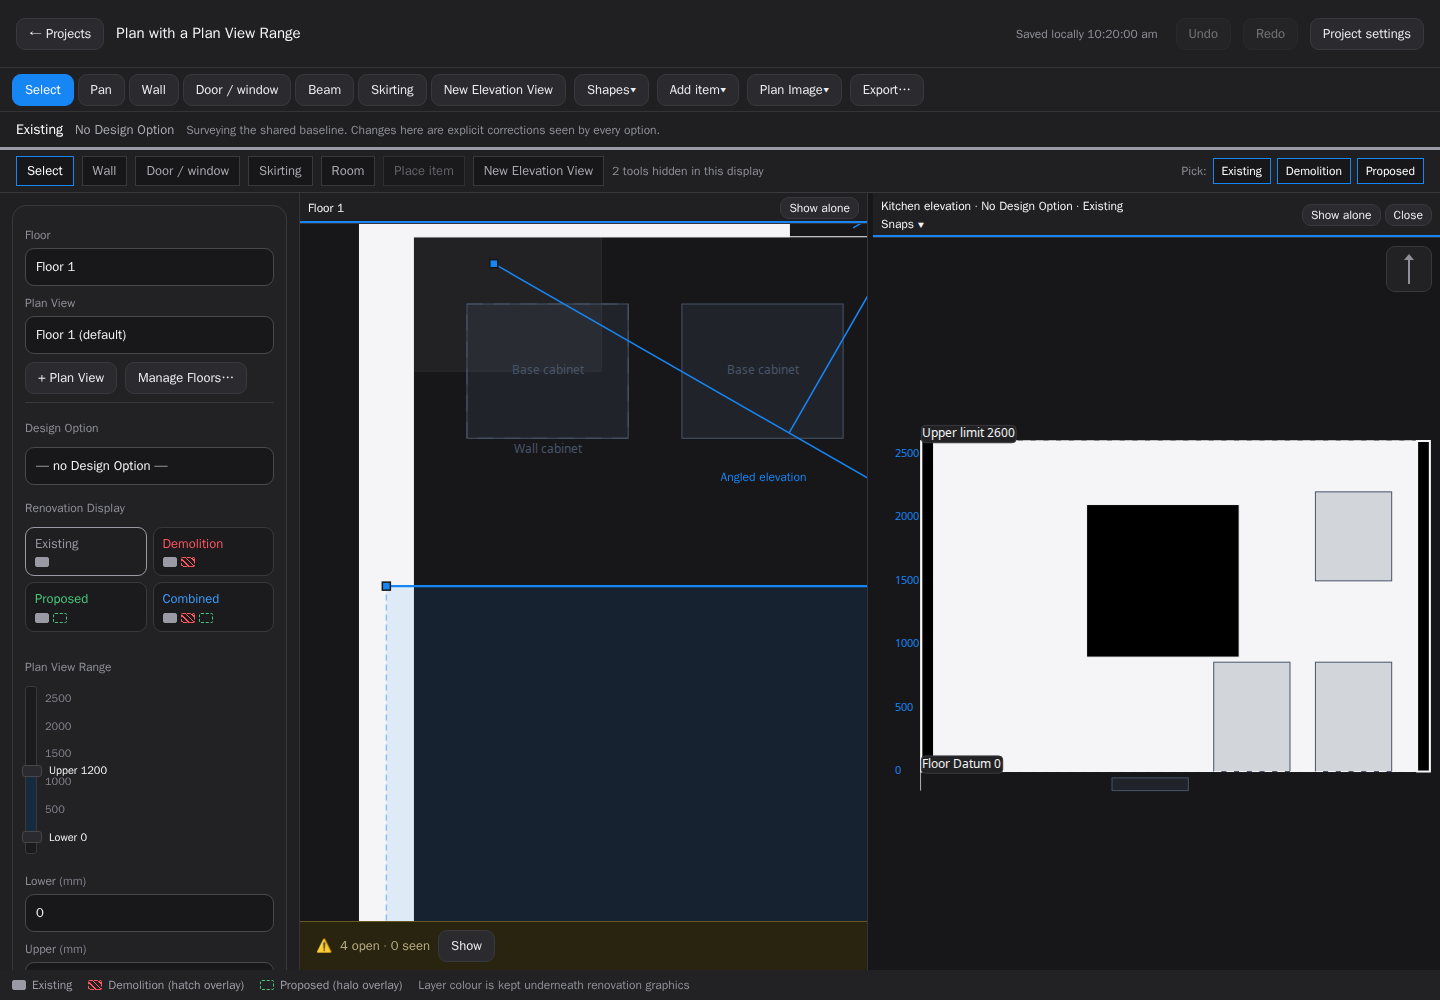 ← Projects
Plan with a Plan View Range
Saved locally 10:20:00 am
Undo
Redo
Project settings
Select
Pan
Wall
Door / window
Beam
Skirting
New Elevation View
Shapes▾
Add item▾
Plan Image▾
Export⋯
Existing No Design Option Surveying the shared baseline. Changes here are explicit corrections seen by every option.
Select
Wall
Door / window
Skirting
Room
Place item
New Elevation View
2 tools hidden in this display
Pick:
Existing
Demolition
Proposed
Floor
Floor 1
Plan View
Floor 1 (default)
+ Plan View
Manage Floors⋯
Design Option
— no Design Option —
Renovation Display
Existing
Demolition
Proposed
Combined
Plan View Range
2500
2000
1500
Upper 1200
1000
500
Lower 0
Lower (mm)
0
Upper (mm)
Floor 1
Show alone
Base cabinet
Base cabinet
Wall cabinet
Angled elevation
⚠️ 4 open · 0 seen
Show
Kitchen elevation · No Design Option · Existing
Snaps ▾
Show alone
Close
Upper limit 2600
2500
2000
1500
1000
500
0
Floor Datum 0
Existing
Demolition (hatch overlay)
Proposed (halo overlay)
Layer colour is kept underneath renovation graphics